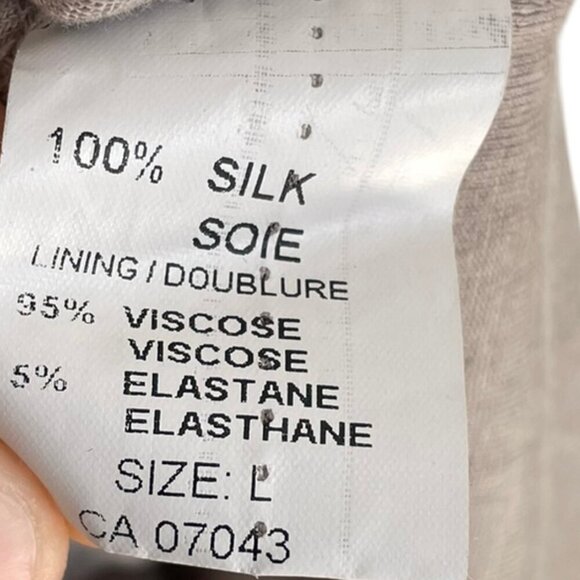 100% SILK
SOIE
LINING / DOUBLURE
95% VISCOSE
VISCOSE
5% ELASTANE
ELASTHANE
SIZE: L
CA 07043